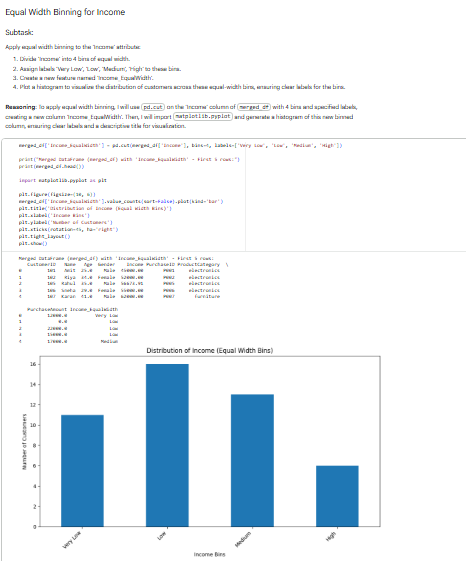 Equal Width Binning for Income
Subtask:
Apply equal width binning to the 'Income' attribute:
1. Divide 'Income' into 4 bins of equal width.
2. Assign labels 'Very Low', 'Low', 'Medium', 'High' to these bins.
3. Create a new feature named 'Income_EqualWidth'.
4. Plot a histogram to visualize the distribution of customers across these equal-width bins, ensuring clear labels for the bins.
Reasoning: To apply equal width binning, I will use pd.cut on the 'Income' column of merged_df with 4 bins and specified labels,
creating a new column 'Income_EqualWidth'. Then, I will import matplotlib.pyplot and generate a histogram of this new binned
column, ensuring clear labels and a descriptive title for visualization.
merged_df['Income_EqualWidth'] = pd.cut(merged_df['Income'], bins=4, labels=['Very Low', 'Low', 'Medium', 'High'])
print("Merged DataFrame (merged_df) with 'Income_EqualWidth' - First 5 rows:")
print(merged_df.head())
import matplotlib.pyplot as plt
plt.figure(figsize=(10, 6))
merged_df['Income_EqualWidth'].value_counts(sort=False).plot(kind='bar')
plt.title('Distribution of Income (Equal Width Bins)')
plt.xlabel('Income Bins')
plt.ylabel('Number of Customers')
plt.xticks(rotation=45, ha='right')
plt.tight_layout()
plt.show()
Merged DataFrame (merged_df) with 'Income_EqualWidth' - First 5 rows:
CustomerID Name Age Gender Income PurchaseID ProductCategory \
0 101 Amit 25.0 Male 45000.00 P001 Electronics
1 102 Riya Female 52000.00 P002 Electronics
2 105 Rahul Male P005 Electronics
3 106 Sneha 29.0 Female P006 Electronics
4 107 Karan 41.0 Male 62000.00 P007 Furniture
PurchaseAmount Income_EqualWidth
0 12000.0 Very Low
1 0.0 Low
2 22000.0 Low
3 15000.0 Low
4 17000.0 Medium
Distribution of Income (Equal Width Bins)
16
14
12
10
8
6
4
2
0
Number of Customers
Very Low
Low
Medium
High
Income Bins